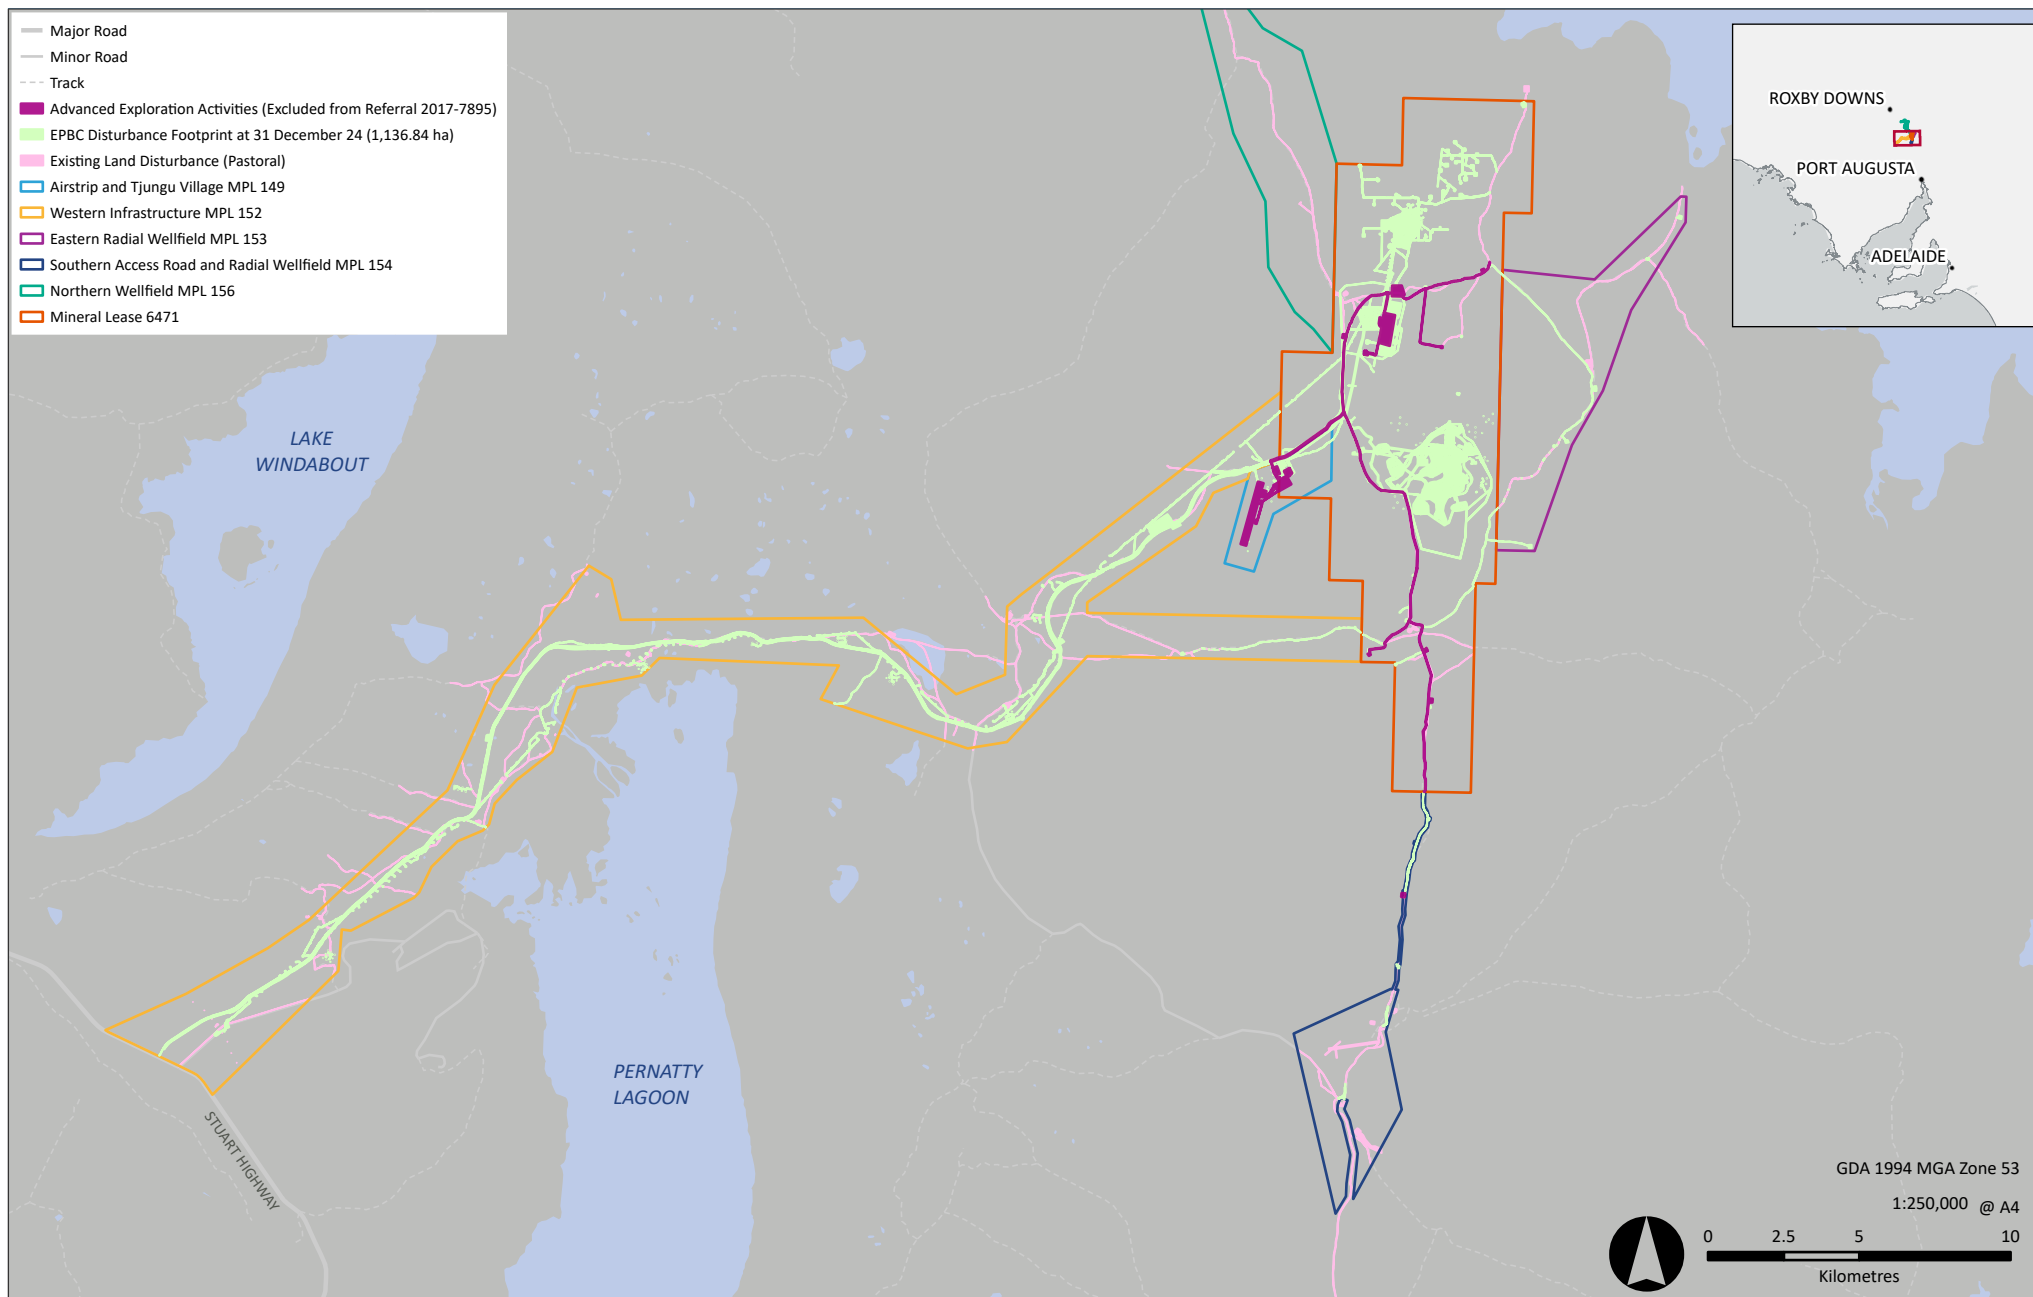 Major Road
Minor Road
Track
Advanced Exploration Activities (Excluded from Referral 2017-7895)
EPBC Disturbance Footprint at 31 December 24 (1,136.84 ha)
Existing Land Disturbance (Pastoral)
Airstrip and Tjungu Village MPL 149
Western Infrastructure MPL 152
Eastern Radial Wellfield MPL 153
Southern Access Road and Radial Wellfield MPL 154
Northern Wellfield MPL 156
Mineral Lease 6471
ROXBY DOWNS
PORT AUGUSTA
ADELAIDE
LAKE
WINDABOUT
PERNATTY
LAGOON
STUART HIGHWAY
GDA 1994 MGA Zone 53
1:250,000 @ A4
0 2.5 5 10
Kilometres